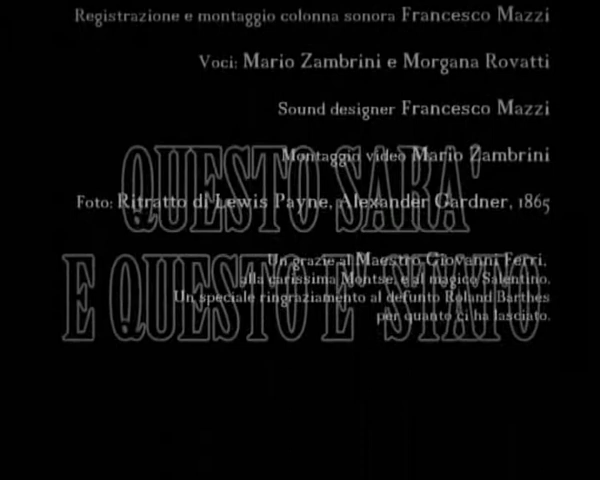 Registrazione e montaggio colonna sonora Francesco Mazzi
Voci: Mario Zambrini e Morgana Rovatti
Sound designer Francesco Mazzi
Montaggio video Mario Zambrini
QUESTO SARA'
Foto: Ritratto di Lewis Payne, Alexander Gardner, 1865
Un grazie al Maestro Giovanni Ferri,
alla carissima Montse, e al magico Salentino.
E QUESTO E' STATO
Un speciale ringraziamento al defunto Roland Barthes
per quanto ci ha lasciato.